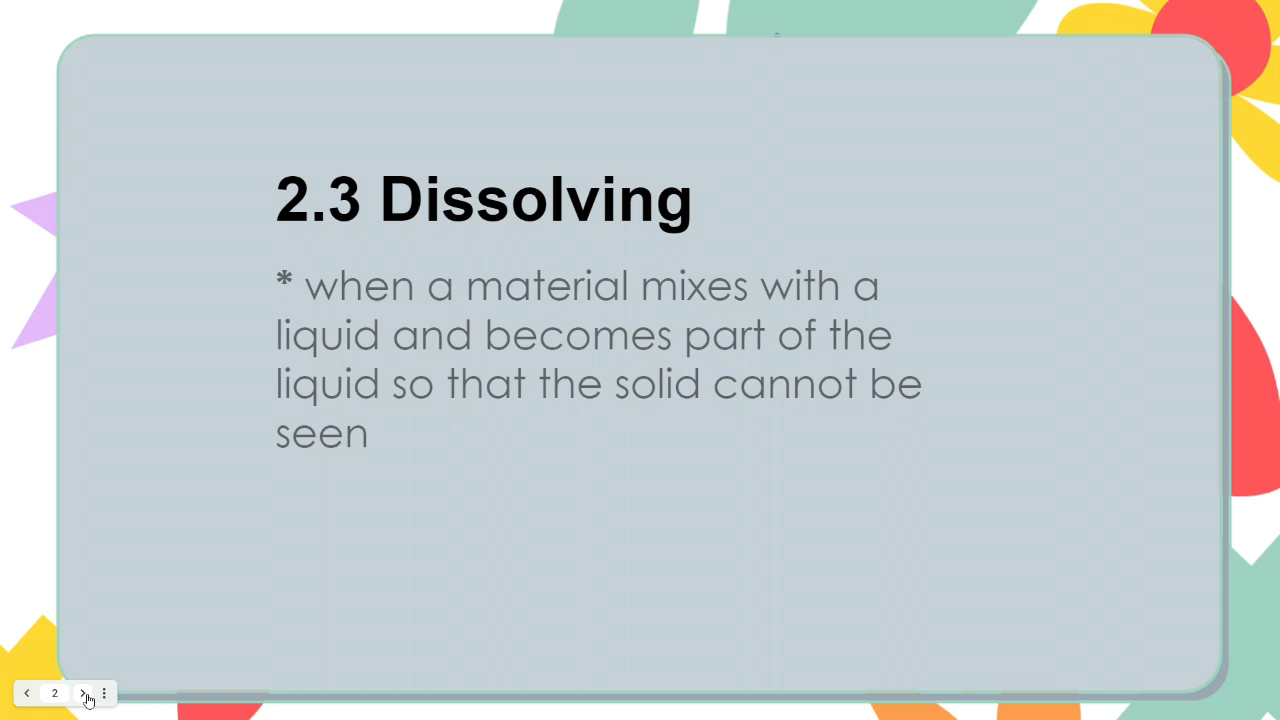 2.3 Dissolving
* when a material mixes with a
liquid and becomes part of the
liquid so that the solid cannot be
seen
2